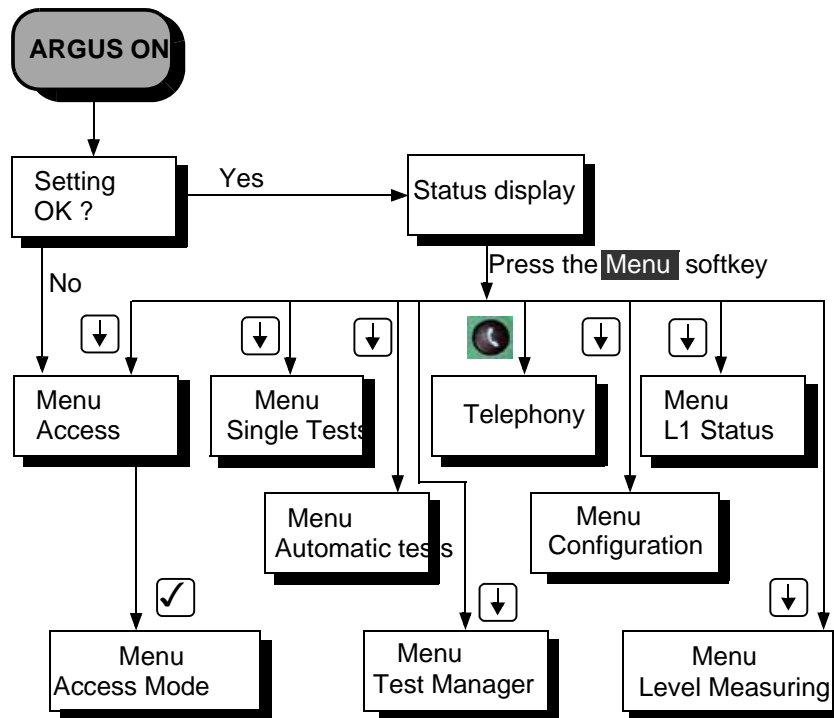 ARGUS ON
Setting
OK ?
Yes
Status display
Press the Menu softkey
No
Menu
Access
Menu
Single Tests
Telephony
Menu
L1 Status
Menu
Automatic tests
Menu
Configuration
Menu
Access Mode
Menu
Test Manager
Menu
Level Measuring